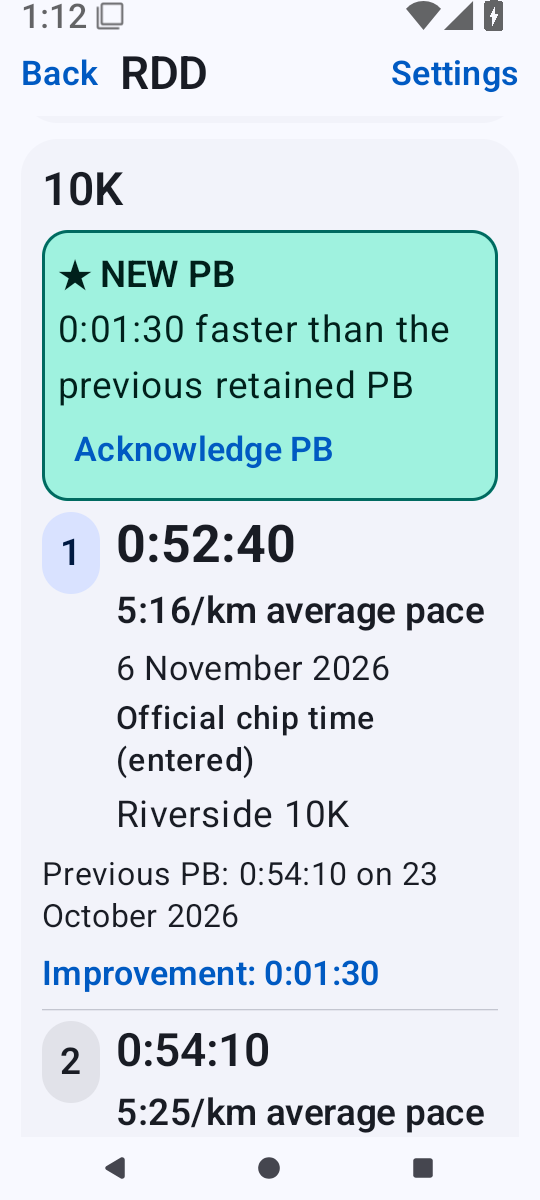 1:12
Back RDD Settings
10K
★ NEW PB
0:01:30 faster than the
previous retained PB
Acknowledge PB
1 0:52:40
5:16/km average pace
6 November 2026
Official chip time
(entered)
Riverside 10K
Previous PB: 0:54:10 on 23
October 2026
Improvement: 0:01:30
2 0:54:10
5:25/km average pace